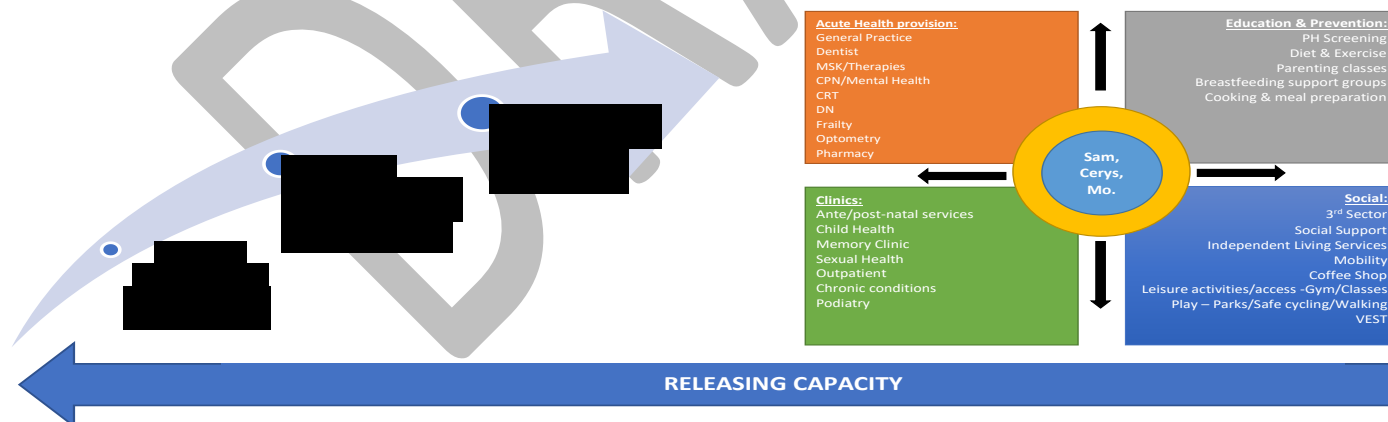 Acute Health provision:
General Practice
Dentist
MSK/Therapies
CPN/Mental Health
CRT
DN
Frailty
Optometry
Pharmacy
Education & Prevention:
PH Screening
Diet & Exercise
Parenting classes
Breastfeeding support groups
Cooking & meal preparation
Sam,
Cerys,
Mo.
Clinics:
Ante/post-natal services
Child Health
Memory Clinic
Sexual Health
Outpatient
Chronic conditions
Podiatry
Social:
3rd Sector
Social Support
Independent Living Services
Mobility
Coffee Shop
Leisure activities/access -Gym/Classes
Play – Parks/Safe cycling/Walking
VEST
RELEASING CAPACITY